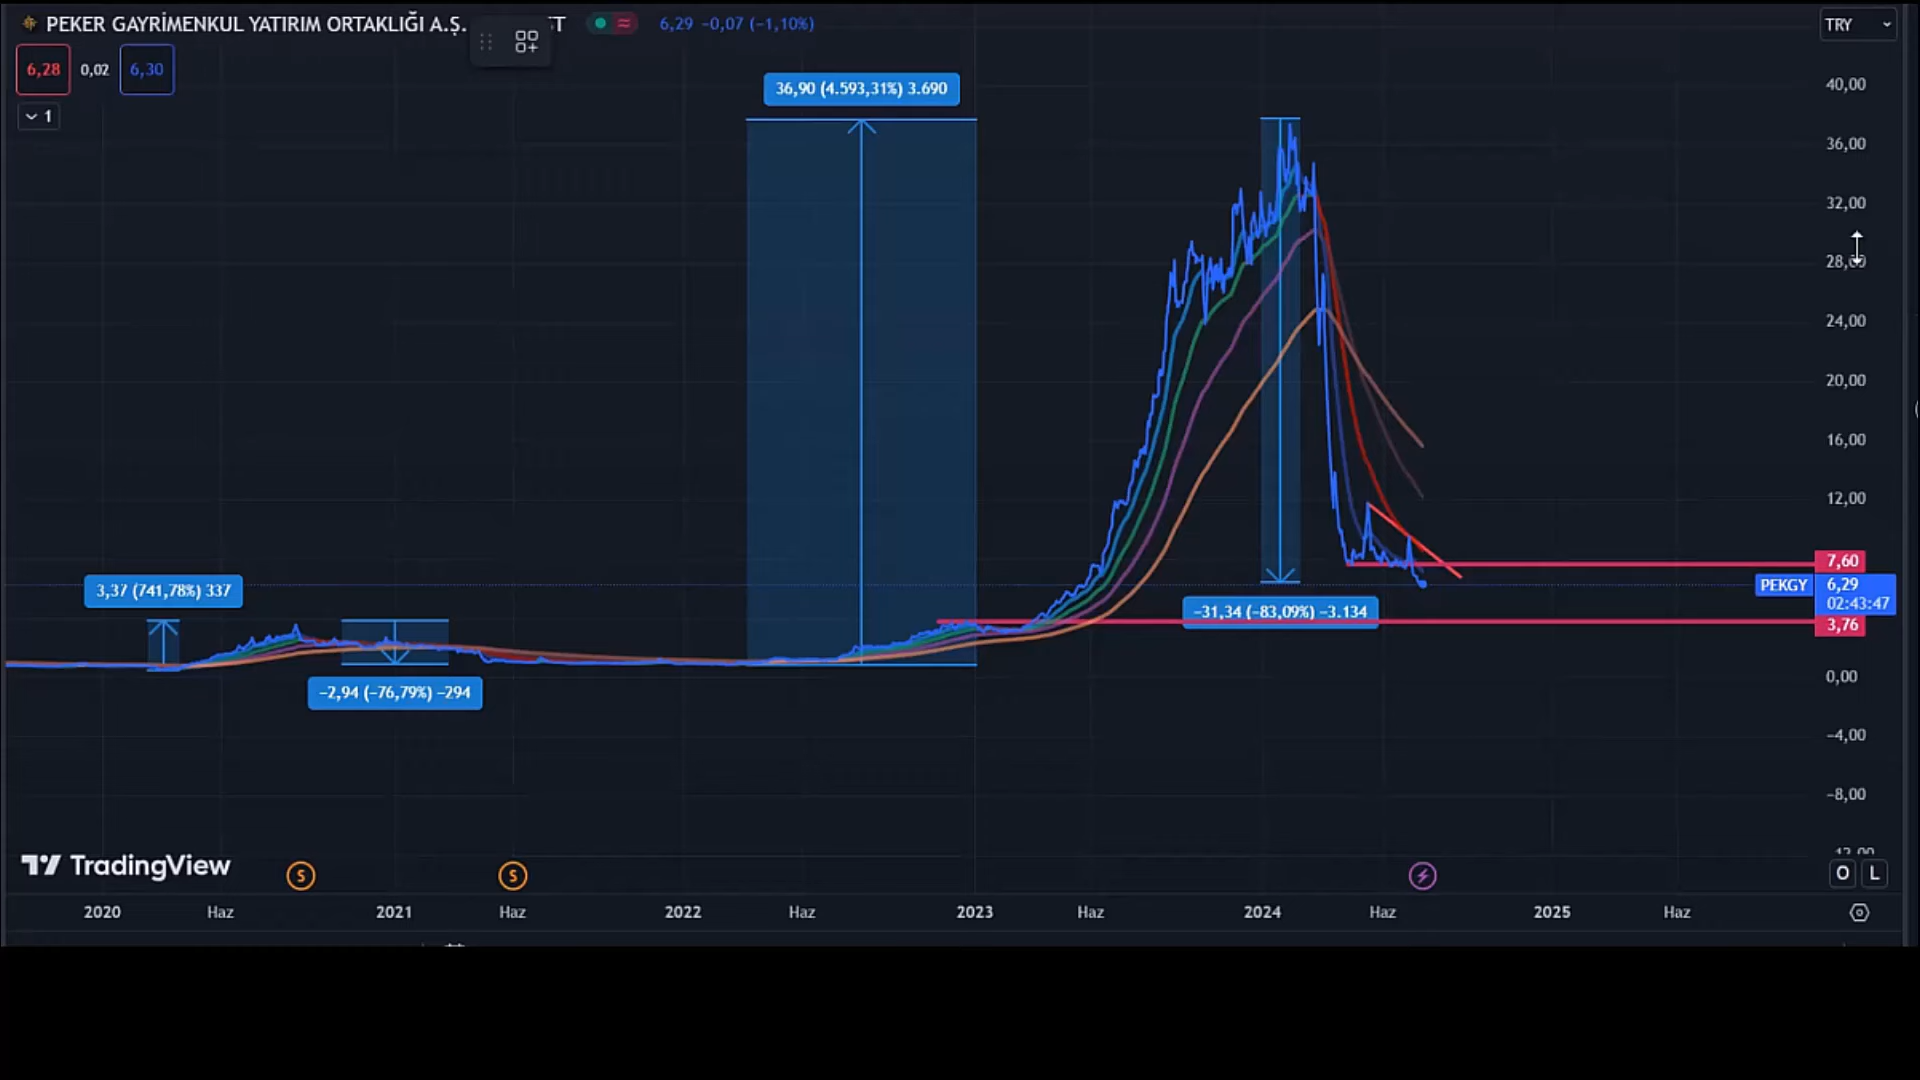 PEKER GAYRİMENKUL YATIRIM ORTAKLIĞI A.Ş. T 6,29 −0,07 (−1,10%)
TRY
6,28 0,02 6,30
1
36,90 (4.593,31%) 3.690
3,37 (741,78%) 337
−2,94 (−76,79%) −294
−31,34 (−83,09%) −3.134
40,00
36,00
32,00
28,00
24,00
20,00
16,00
12,00
7,60
PEKGY 6,29
02:43:47
3,76
0,00
−4,00
−8,00
TradingView
S S
O L
2020 Haz 2021 Haz 2022 Haz 2023 Haz 2024 Haz 2025 Haz